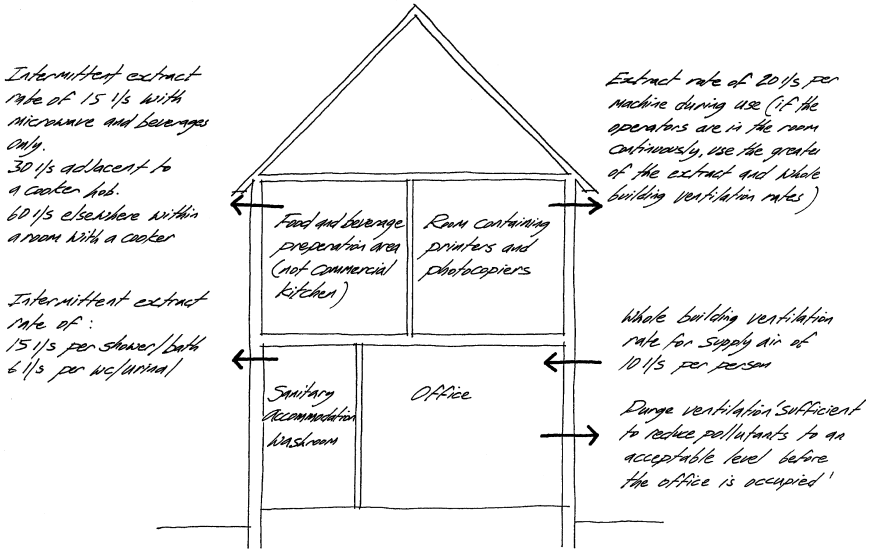 Intermittent extract
rate of 15 l/s with
microwave and beverages
only.
30 l/s adjacent to
a cooker hob.
60 l/s elsewhere within
a room with a cooker
Extract rate of 20 l/s per
machine during use (if the
operators are in the room
continuously, use the greater
of the extract and whole
building ventilation rates)
Food and beverage
preperation area
(not commercial
kitchen)
Room containing
printers and
photocopiers
Intermittent extract
rate of :
15 l/s per shower/bath
6 l/s per wc/urinal
Sanitary
accommodation
washroom
Office
Whole building ventilation
rate for supply air of
10 l/s per person
Purge ventilation 'sufficient
to reduce pollutants to an
acceptable level before
the office is occupied'